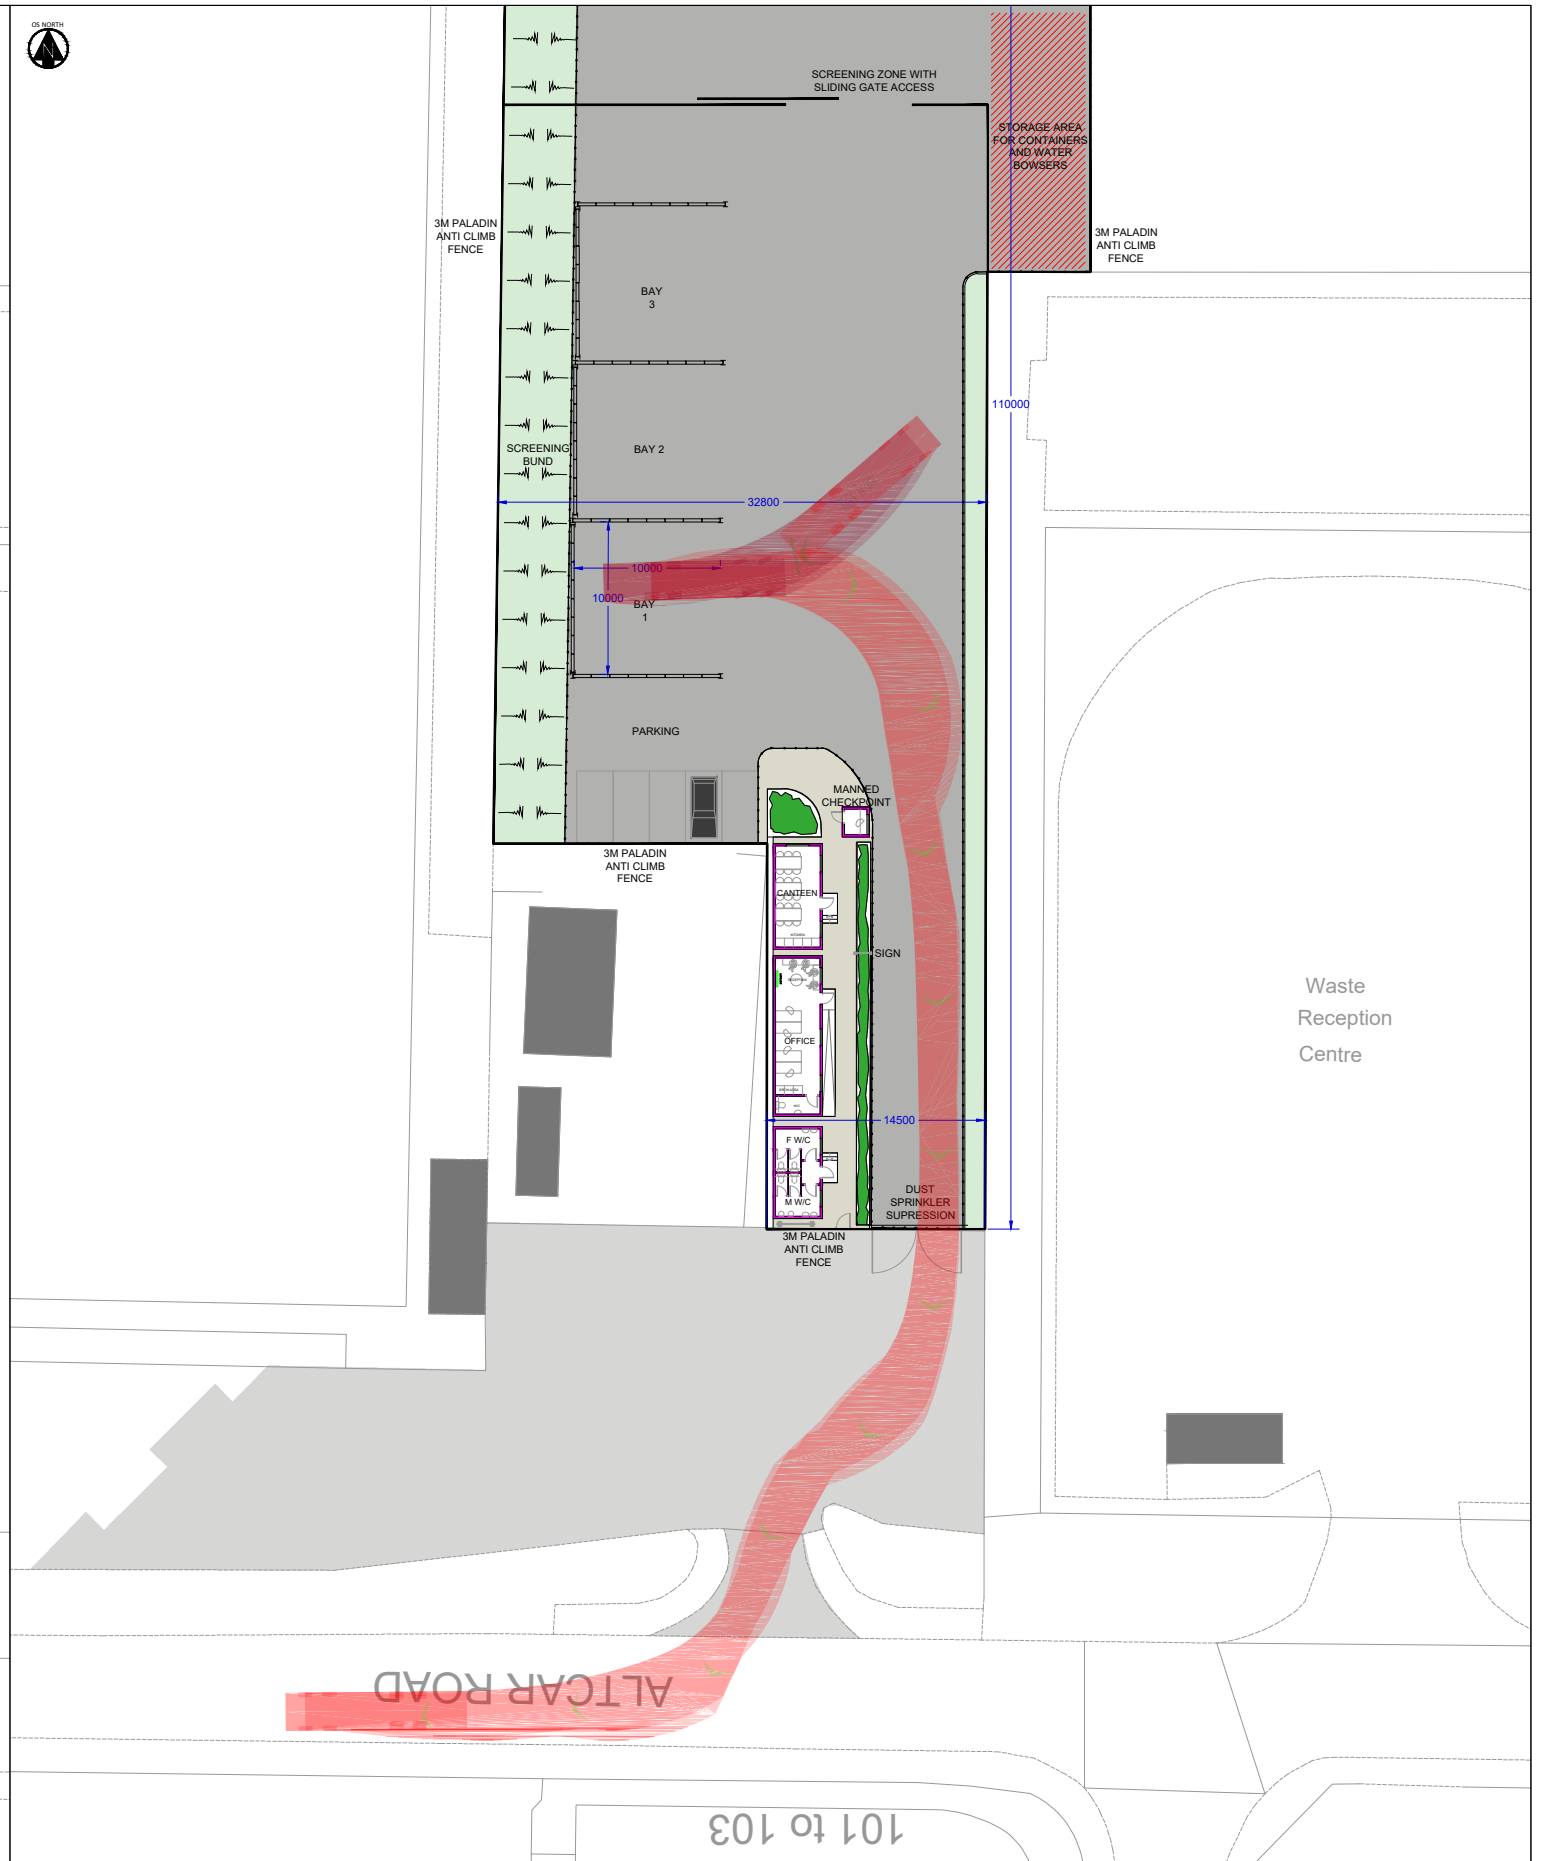 OS NORTH
N
SCREENING ZONE WITH
SLIDING GATE ACCESS
STORAGE AREA
FOR CONTAINERS
AND WATER
BOWSERS
3M PALADIN
ANTI CLIMB
FENCE
3M PALADIN
ANTI CLIMB
FENCE
BAY
3
110000
SCREENING
BUND
BAY 2
32800
10000
10000
BAY
1
PARKING
MANNED
CHECKPOINT
3M PALADIN
ANTI CLIMB
FENCE
CANTEEN
KITCHEN
SIGN
RECEPTION
OFFICE
Waste
Reception
Centre
W/C
14500
F W/C
M W/C
DUST
SPRINKLER
SUPRESSION
3M PALADIN
ANTI CLIMB
FENCE
ALTCAR ROAD
101 to 103